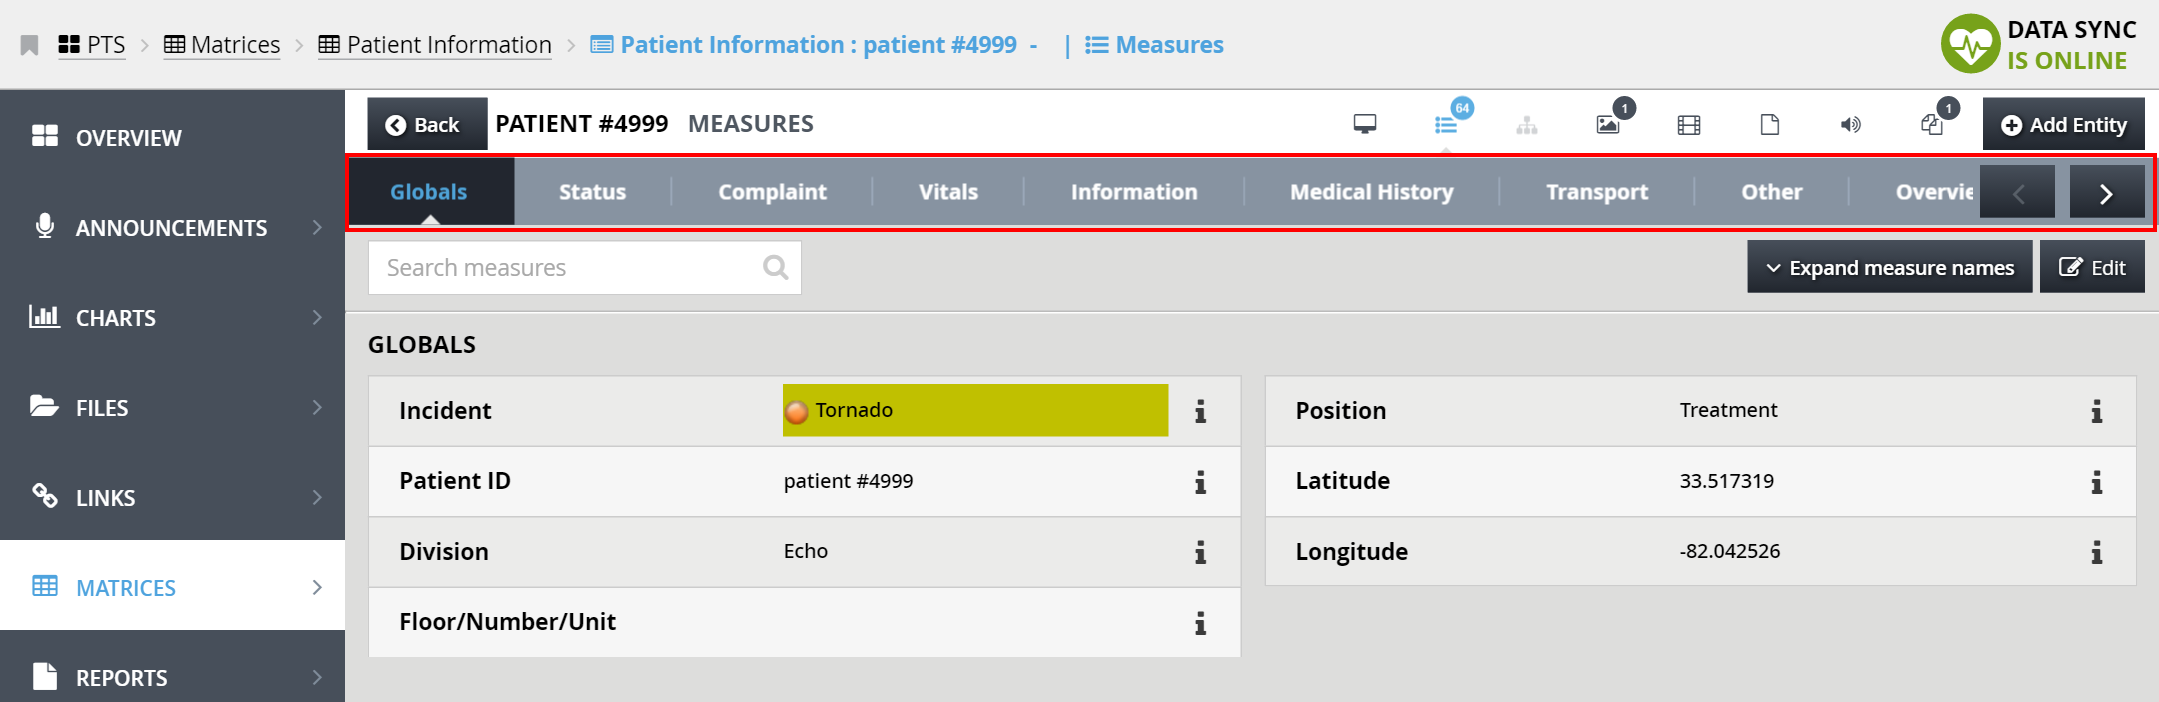 PTS > Matrices > Patient Information > Patient Information : patient #4999 - | Measures
DATA SYNC
IS ONLINE
OVERVIEW
ANNOUNCEMENTS
CHARTS
FILES
LINKS
MATRICES
REPORTS
Back PATIENT #4999 MEASURES 64 1 1 Add Entity
Globals Status Complaint Vitals Information Medical History Transport Other Overvie
Search measures Expand measure names Edit
GLOBALS
Incident Tornado
Patient ID patient #4999
Division Echo
Floor/Number/Unit
Position Treatment
Latitude 33.517319
Longitude -82.042526